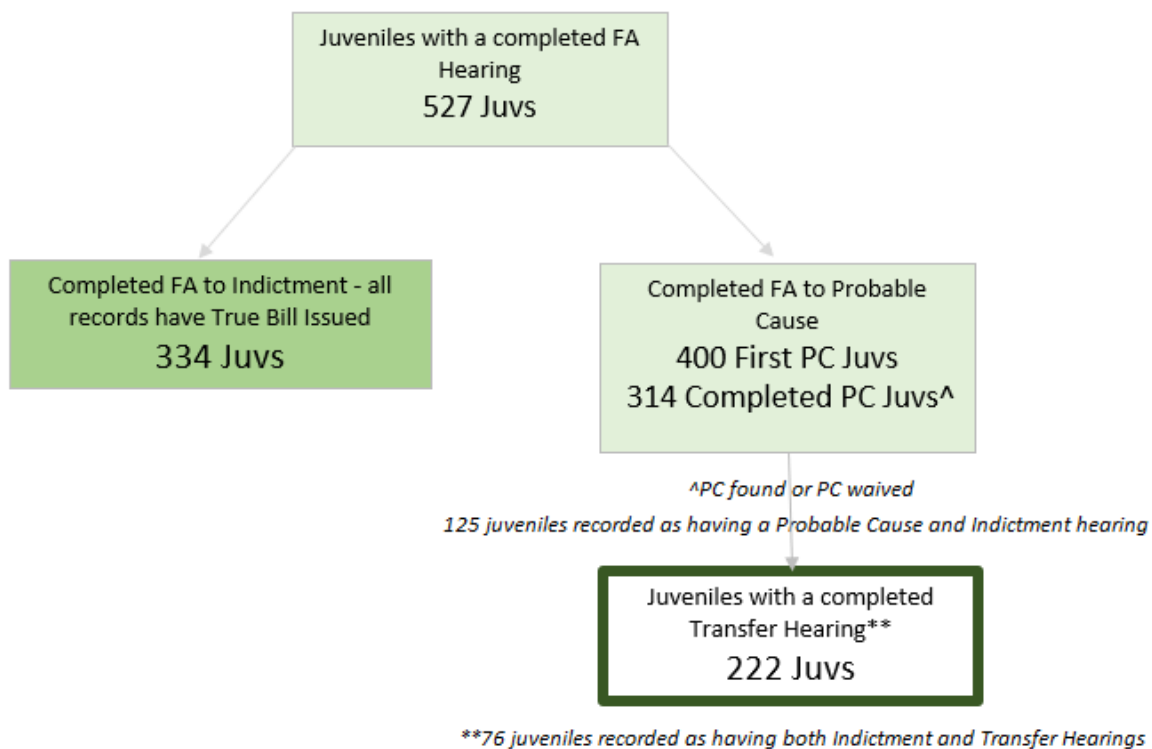 Juveniles with a completed FA
Hearing
527 Juvs
Completed FA to Indictment - all
records have True Bill Issued
334 Juvs
Completed FA to Probable
Cause
400 First PC Juvs
314 Completed PC Juvs^
^PC found or PC waived
125 juveniles recorded as having a Probable Cause and Indictment hearing
Juveniles with a completed
Transfer Hearing**
222 Juvs
**76 juveniles recorded as having both Indictment and Transfer Hearings